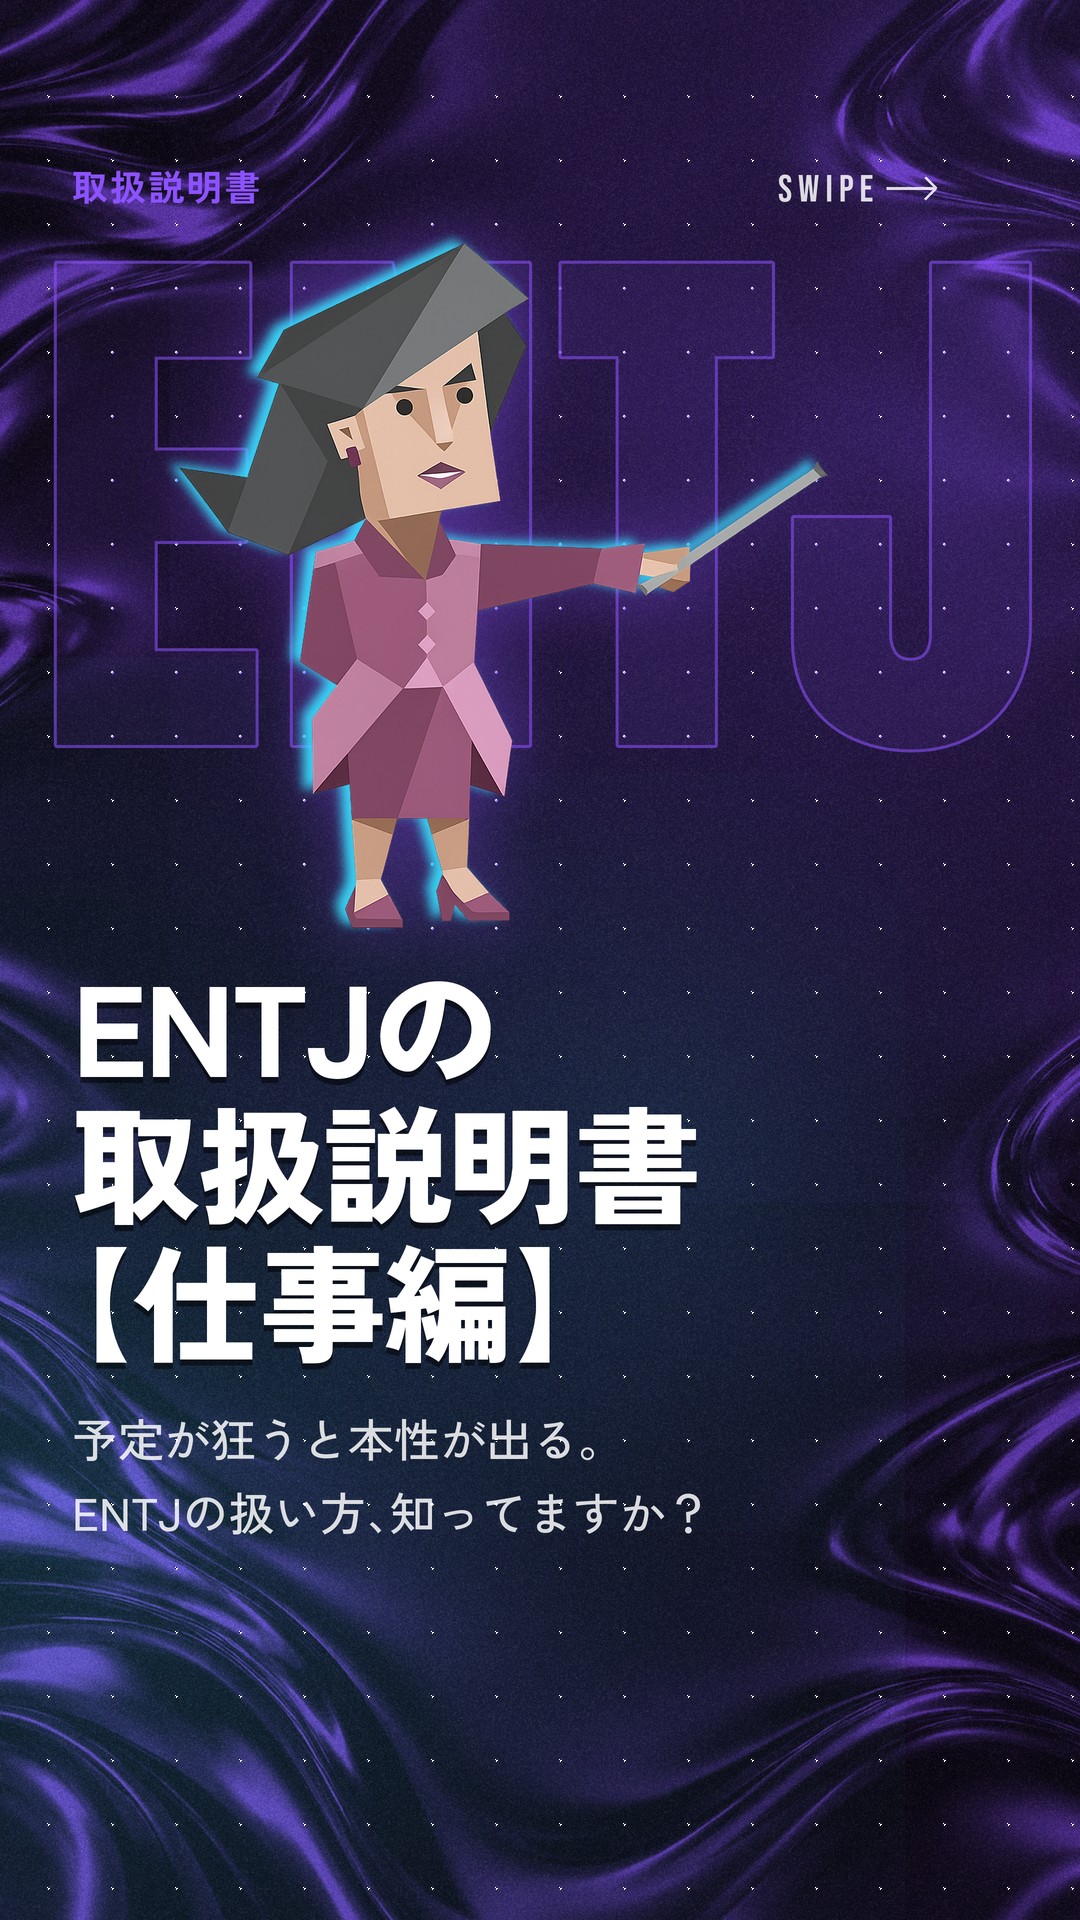 取扱説明書
SWIPE →
ENTJ
ENTJの
取扱説明書
【仕事編】
予定が狂うと本性が出る。
ENTJの扱い方、知ってますか？